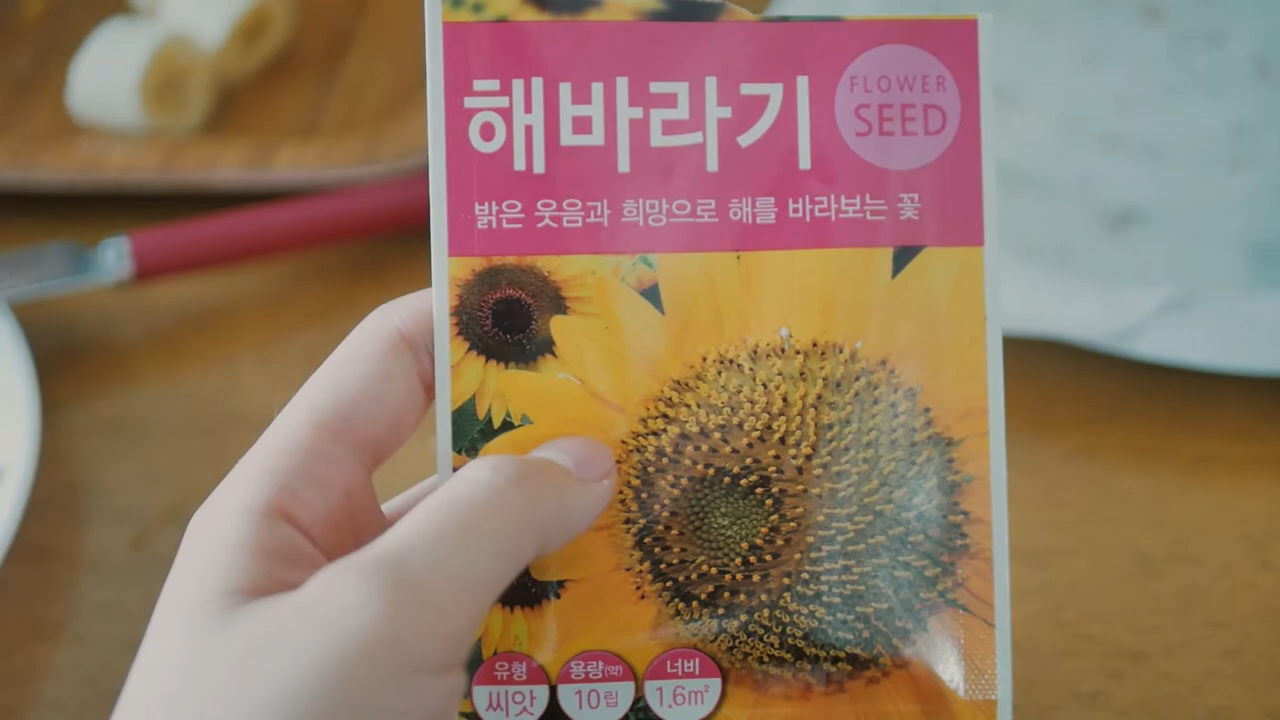 해바라기
FLOWER
SEED
밝은 웃음과 희망으로 해를 바라보는 꽃
유형
씨앗
용량(약)
10립
너비
1.6m²